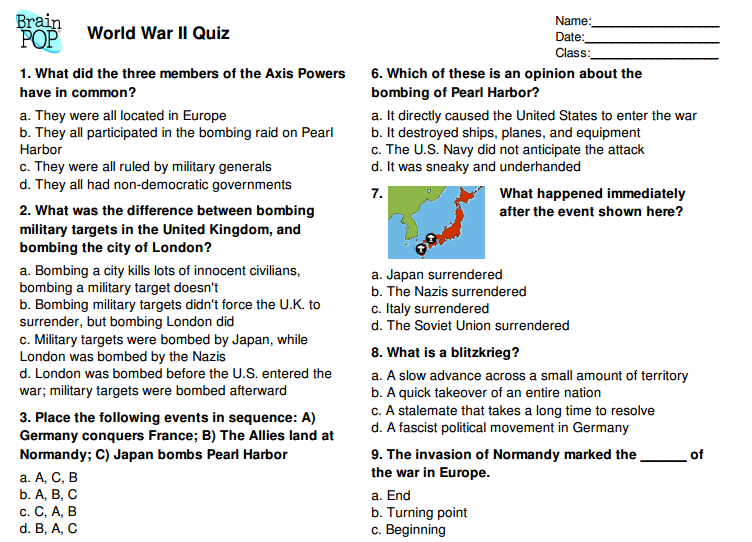 Brain
POP
World War II Quiz
Name:
Date:
Class:
1. What did the three members of the Axis Powers
have in common?
a. They were all located in Europe
b. They all participated in the bombing raid on Pearl
Harbor
c. They were all ruled by military generals
d. They all had non-democratic governments
2. What was the difference between bombing
military targets in the United Kingdom, and
bombing the city of London?
a. Bombing a city kills lots of innocent civilians,
bombing a military target doesn't
b. Bombing military targets didn't force the U.K. to
surrender, but bombing London did
c. Military targets were bombed by Japan, while
London was bombed by the Nazis
d. London was bombed before the U.S. entered the
war; military targets were bombed afterward
3. Place the following events in sequence: A)
Germany conquers France; B) The Allies land at
Normandy; C) Japan bombs Pearl Harbor
a. A, C, B
b. A, B, C
c. C, A, B
d. B, A, C
6. Which of these is an opinion about the
bombing of Pearl Harbor?
a. It directly caused the United States to enter the war
b. It destroyed ships, planes, and equipment
c. The U.S. Navy did not anticipate the attack
d. It was sneaky and underhanded
7. What happened immediately
after the event shown here?
a. Japan surrendered
b. The Nazis surrendered
c. Italy surrendered
d. The Soviet Union surrendered
8. What is a blitzkrieg?
a. A slow advance across a small amount of territory
b. A quick takeover of an entire nation
c. A stalemate that takes a long time to resolve
d. A fascist political movement in Germany
9. The invasion of Normandy marked the ______ of
the war in Europe.
a. End
b. Turning point
c. Beginning